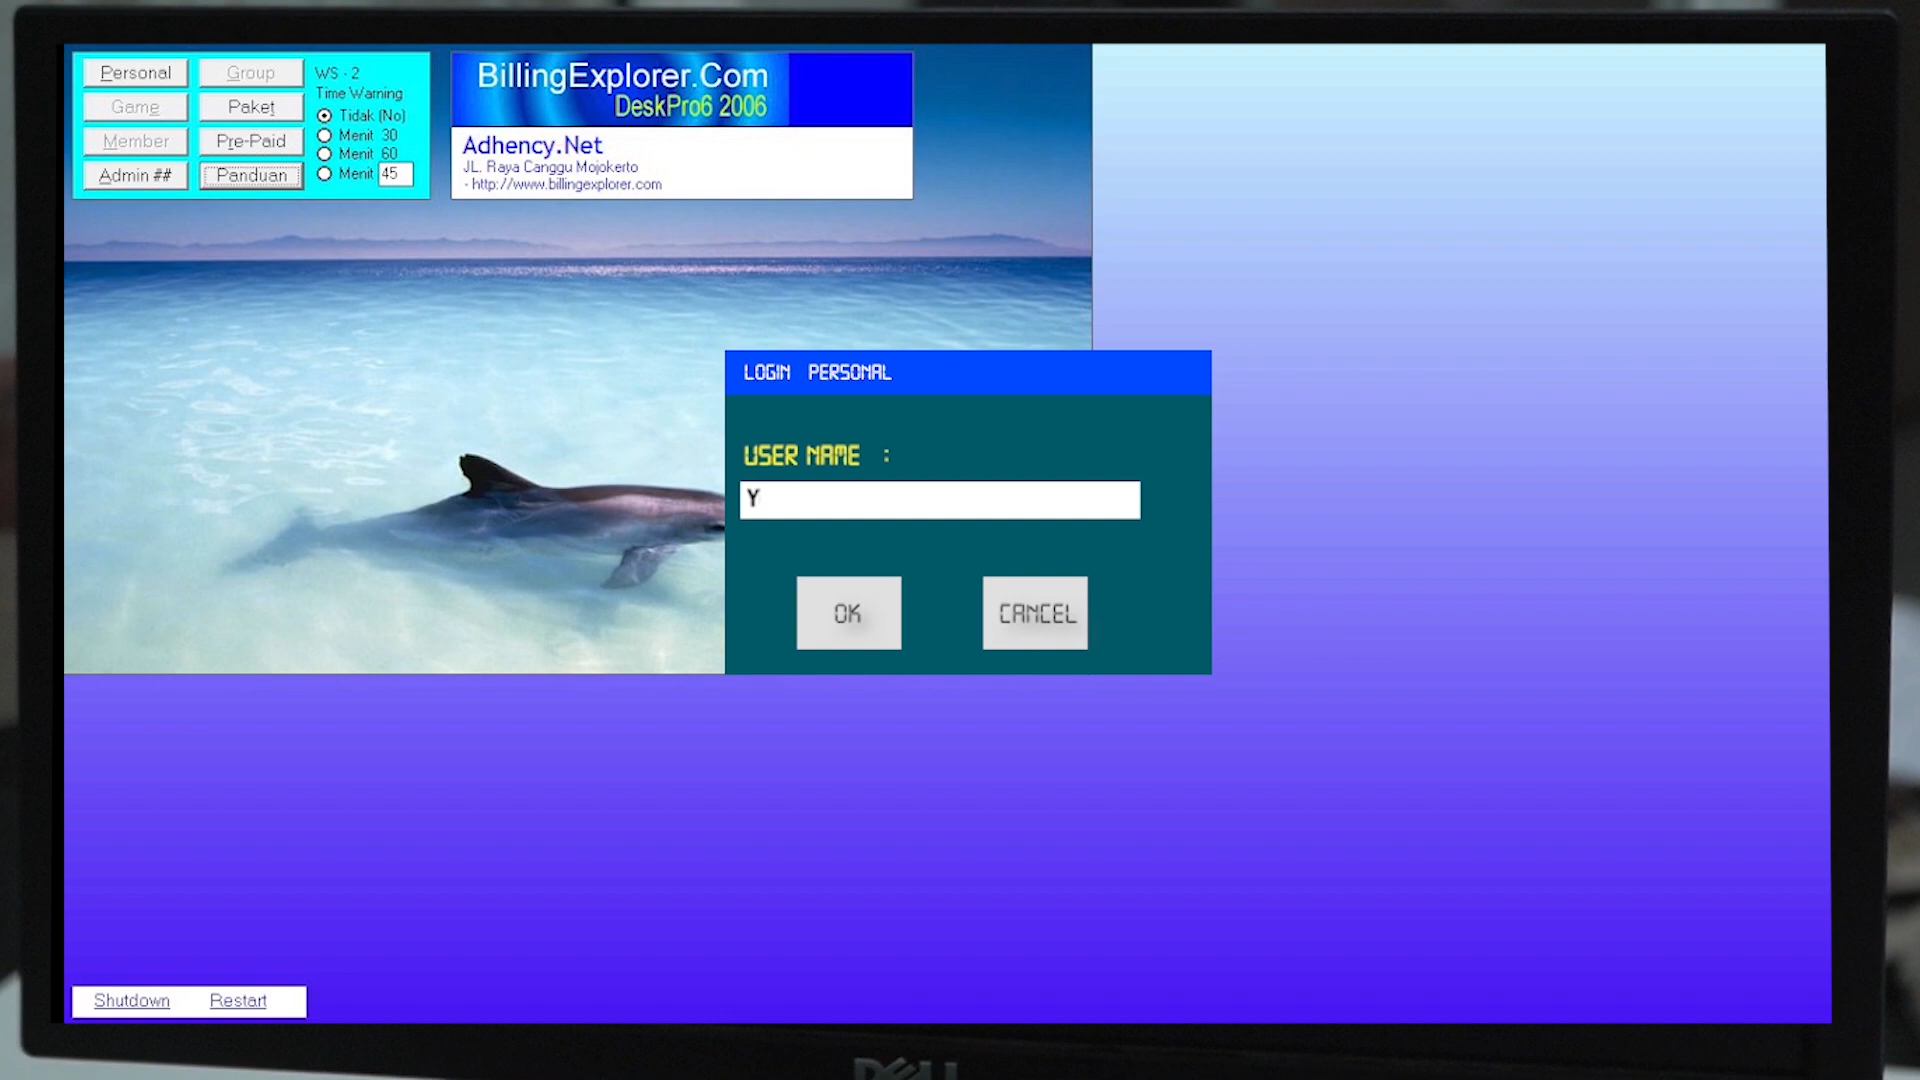 Personal
Group
Game
Paket
Member
Pre-Paid
Admin ##
Panduan
WS - 2
Time Warning
Tidak (No)
Menit 30
Menit 60
Menit 45
BillingExplorer.Com
DeskPro6 2006
Adhency.Net
JL. Raya Canggu Mojokerto
- http://www.billingexplorer.com
LOGIN PERSONAL
USER NAME :
Y
OK
CANCEL
Shutdown
Restart
DELL